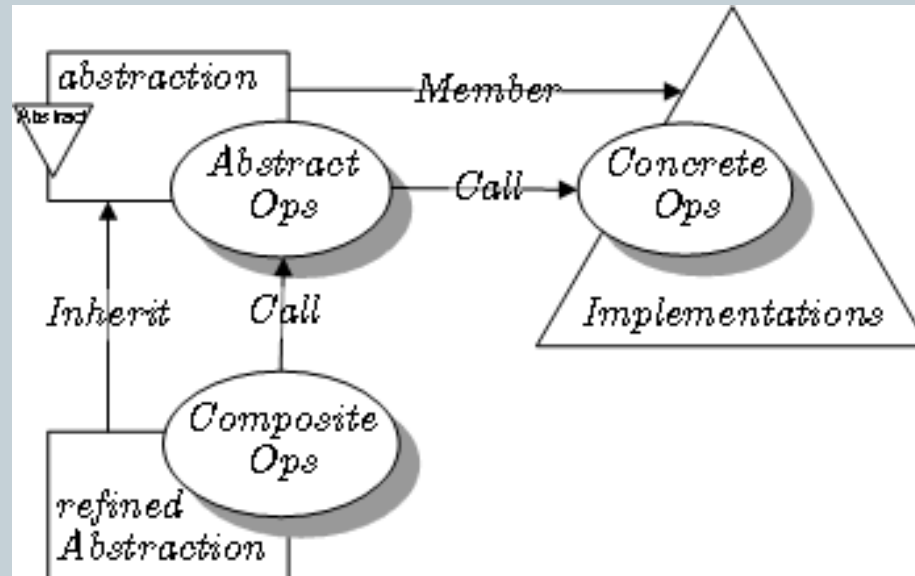 abstraction
Member
Abstract
Abstract
Ops
Call
Concrete
Ops
Inherit
Call
Implementations
Composite
Ops
refined
Abstraction